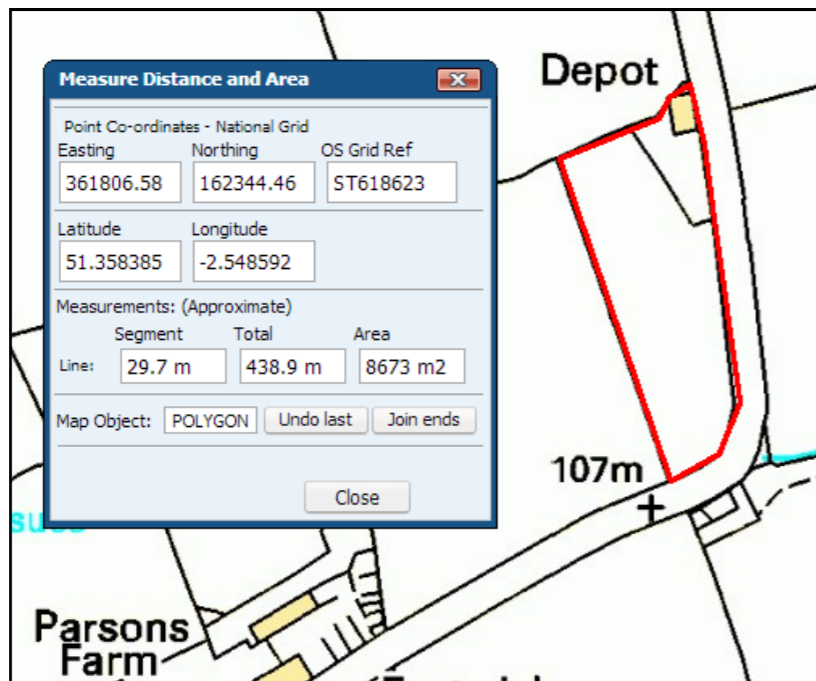 Measure Distance and Area
Point Co-ordinates - National Grid
Easting Northing OS Grid Ref
361806.58 162344.46 ST618623
Latitude Longitude
51.358385 -2.548592
Measurements: (Approximate)
Segment Total Area
Line: 29.7 m 438.9 m 8673 m2
Map Object: POLYGON Undo last Join ends
Close
Depot
107m
Parsons
Farm